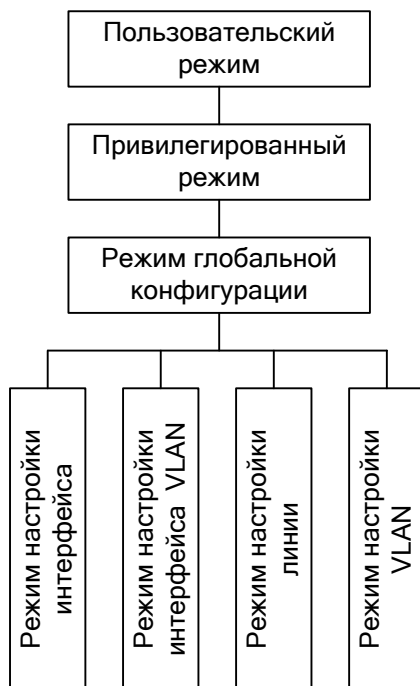 Пользовательский
режим
Привилегированный
режим
Режим глобальной
конфигурации
Режим настройки
интерфейса
Режим настройки
интерфейса VLAN
Режим настройки
линии
Режим настройки
VLAN